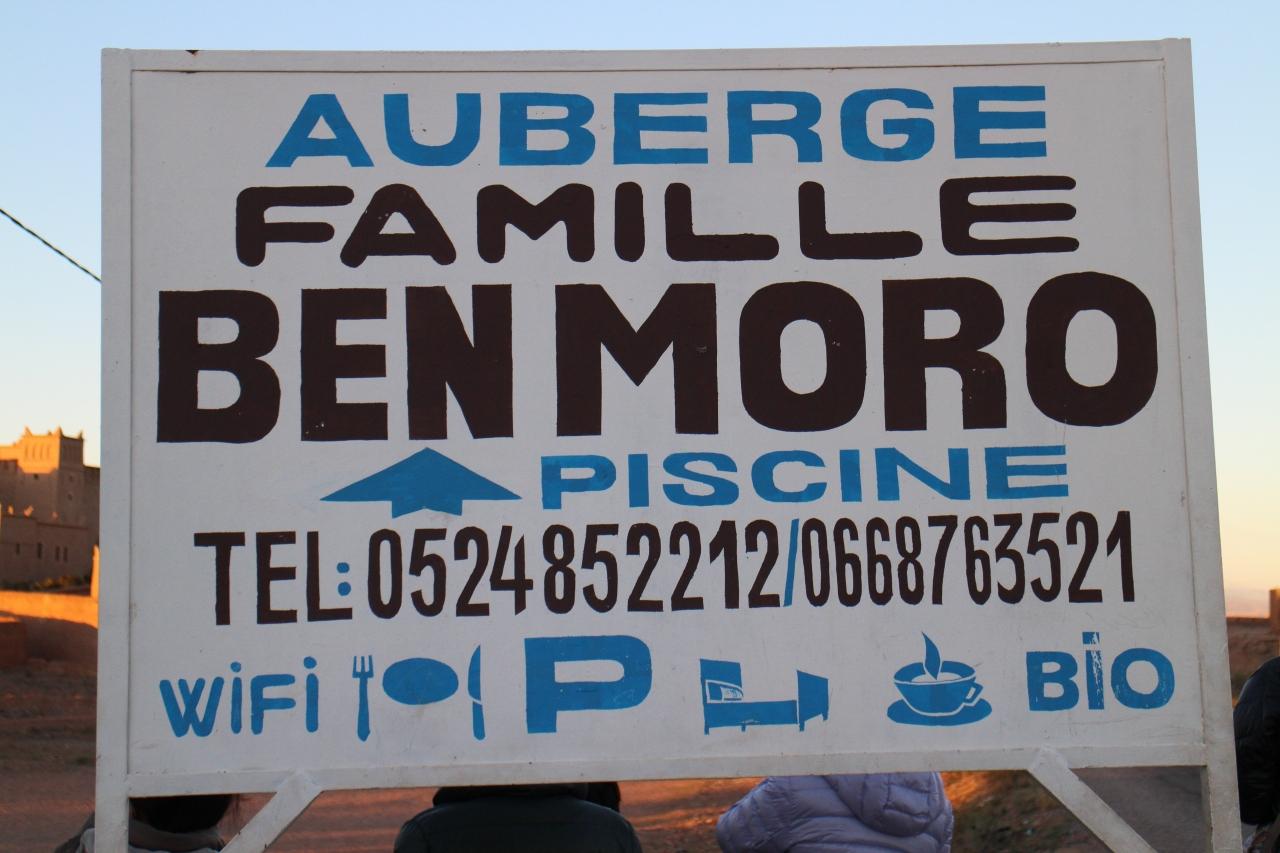 AUBERGE
FAMILLE
BEN MORO
PISCINE
TEL: 0524852212/0668763521
WiFi P BiO